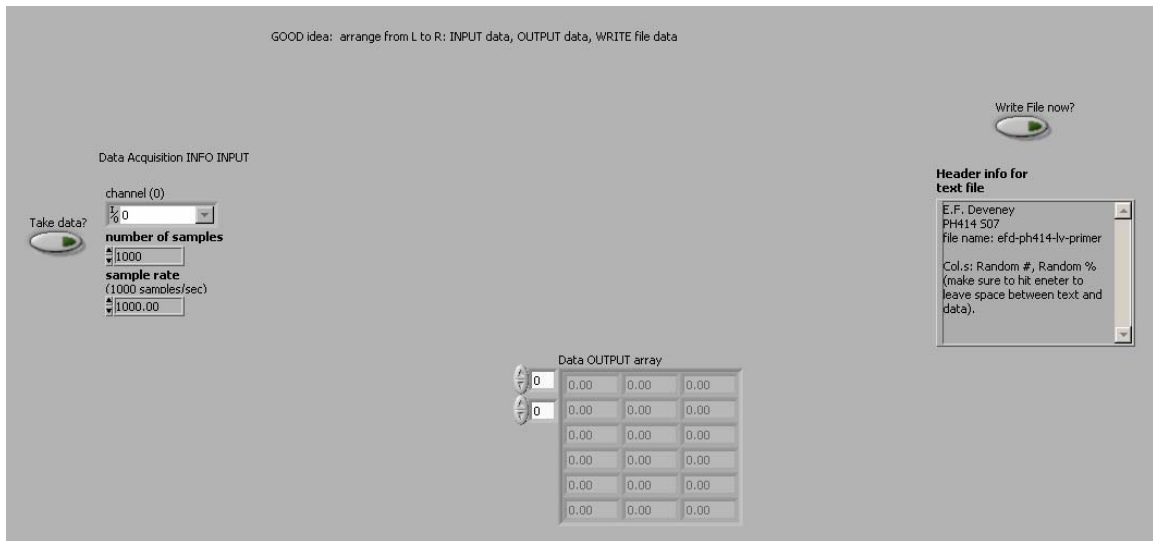 GOOD idea: arrange from L to R: INPUT data, OUTPUT data, WRITE file data
Write File now?
Data Acquisition INFO INPUT
channel (0)
I/O 0
Take data?
number of samples
1000
sample rate
(1000 samples/sec)
1000.00
Header info for
text file
E.F. Deveney
PH414 S07
file name: efd-ph414-lv-primer
Col.s: Random #, Random %
(make sure to hit eneter to
leave space between text and
data).
Data OUTPUT array
0 0.00 0.00 0.00
0 0.00 0.00 0.00
0.00 0.00 0.00
0.00 0.00 0.00
0.00 0.00 0.00
0.00 0.00 0.00